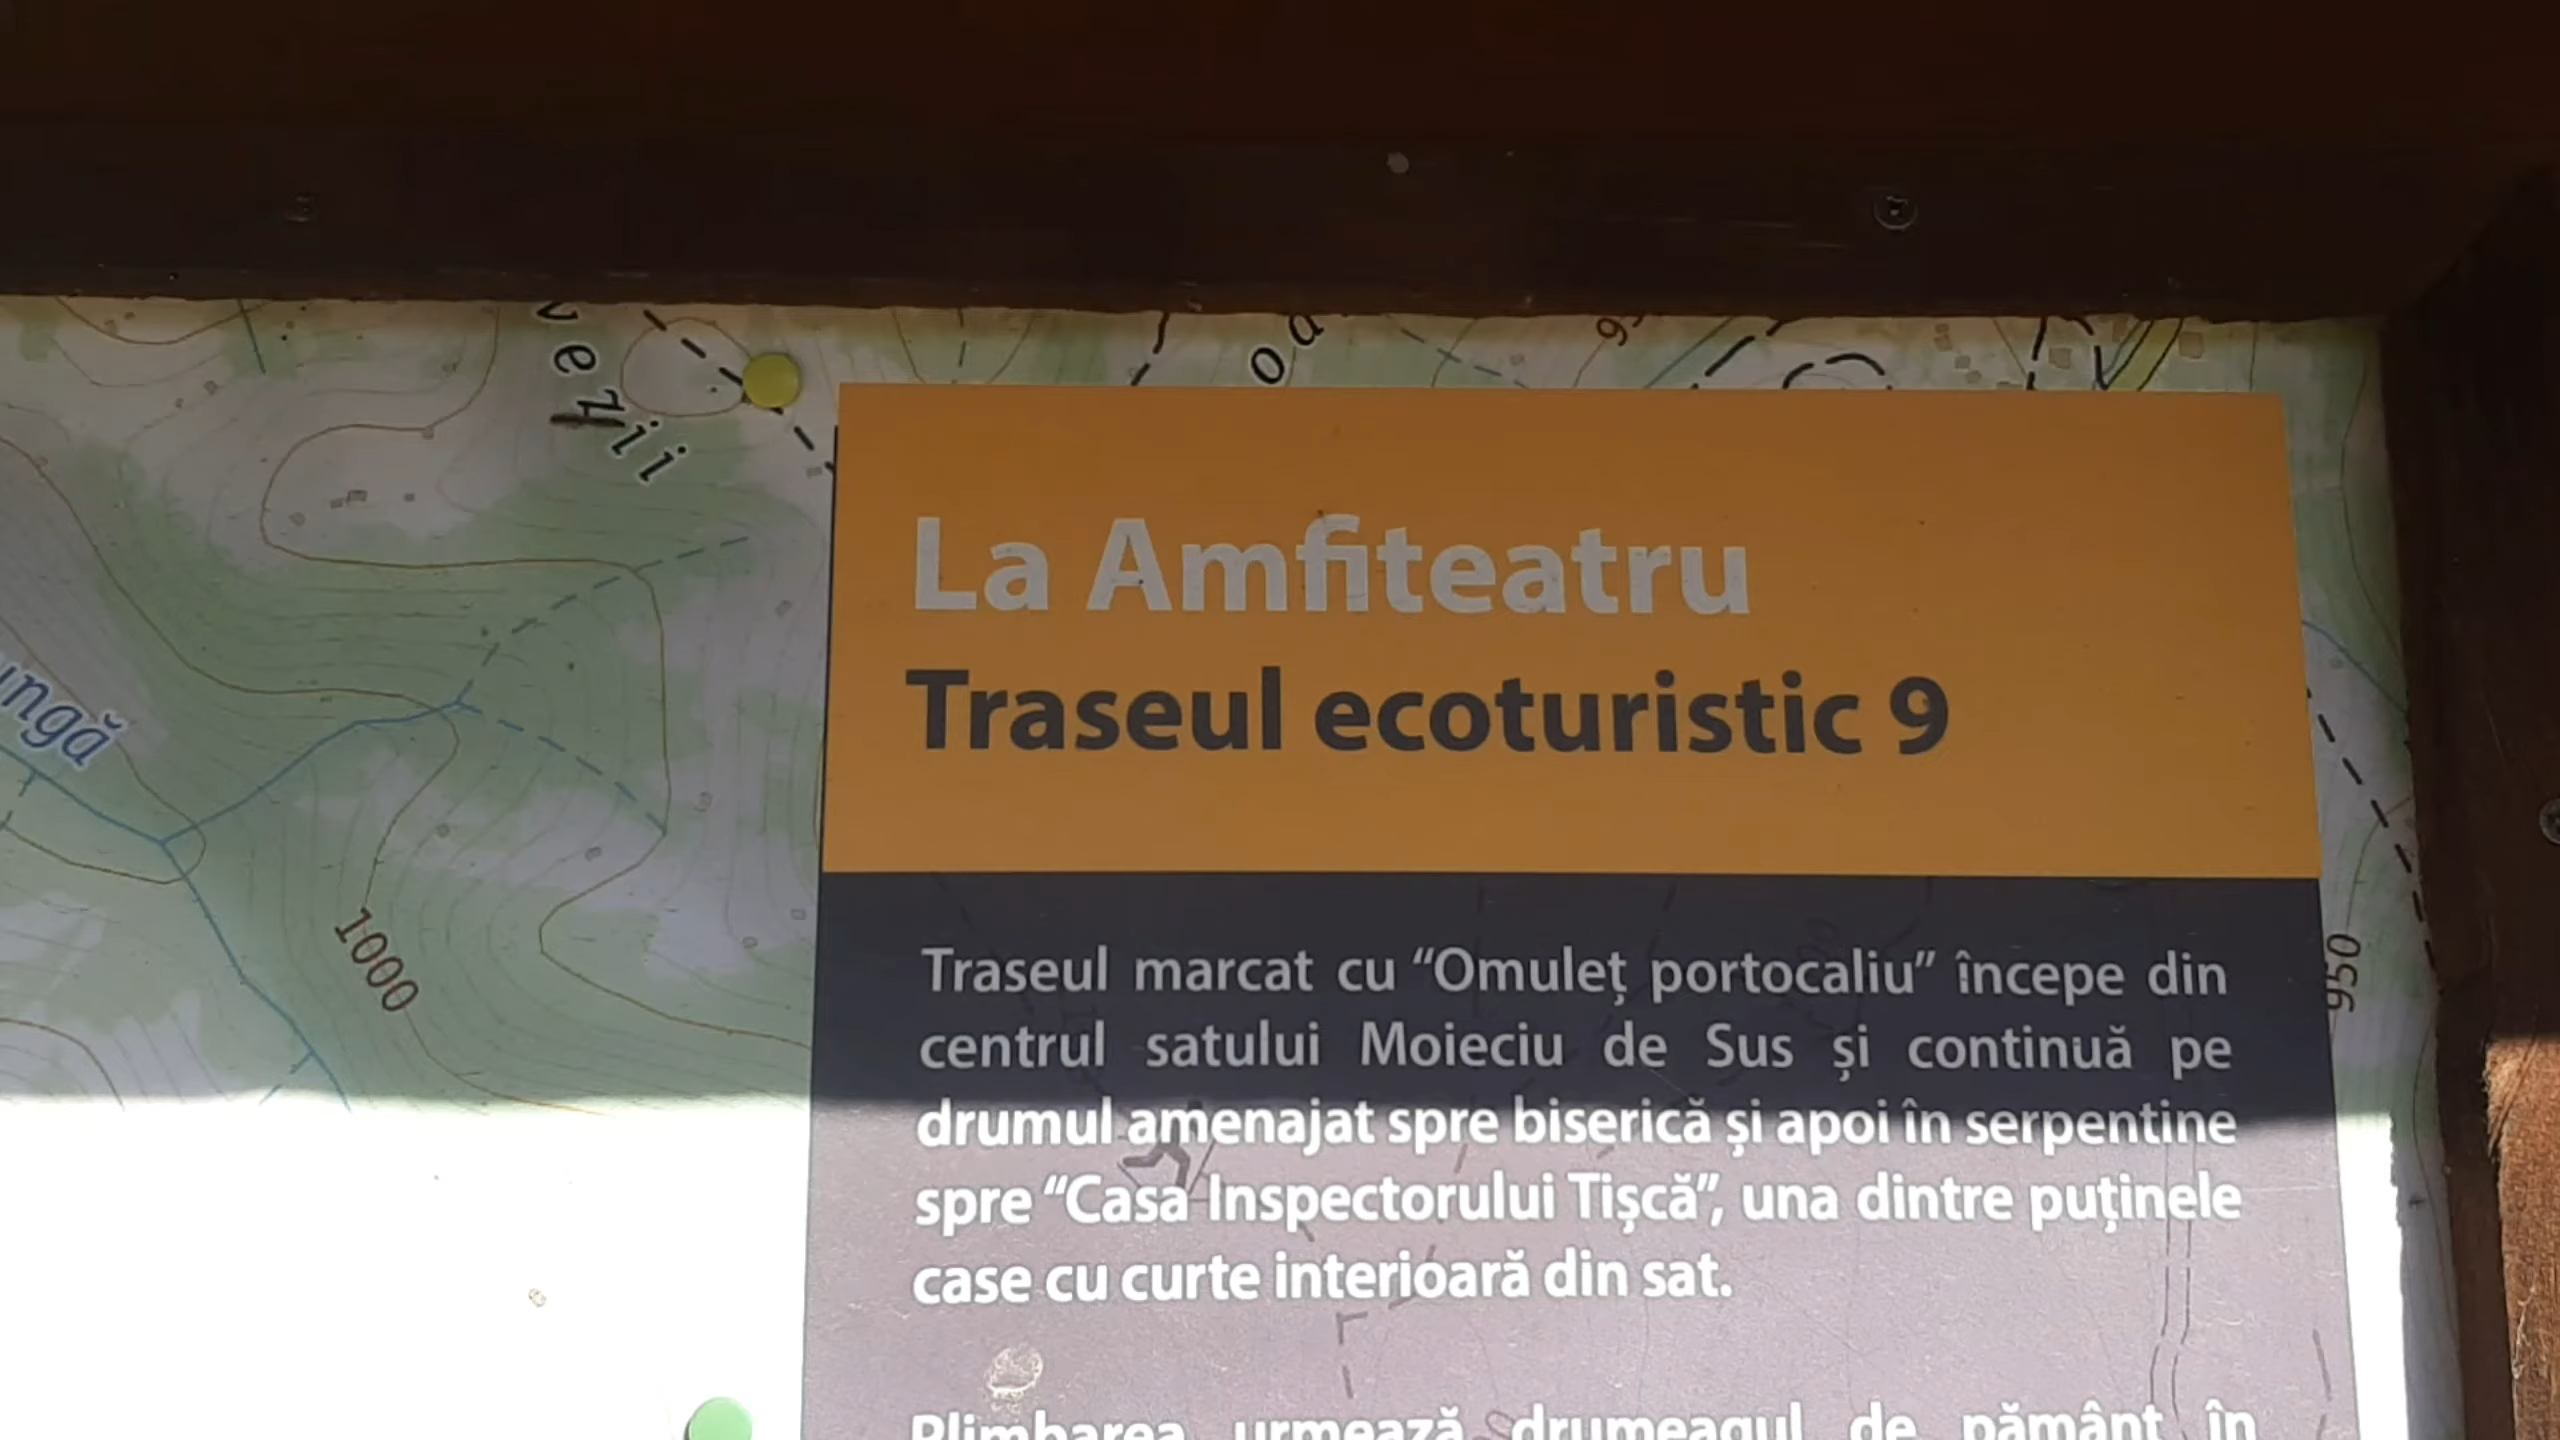 La Amfiteatru
Traseul ecoturistic 9
Traseul marcat cu “Omuleț portocaliu” începe din
centrul satului Moieciu de Sus și continuă pe
drumul amenajat spre biserică și apoi în serpentine
spre “Casa Inspectorului Tișcă”, una dintre puținele
case cu curte interioară din sat.
Plimbarea urmează drumeagul de pământ în
1000
950